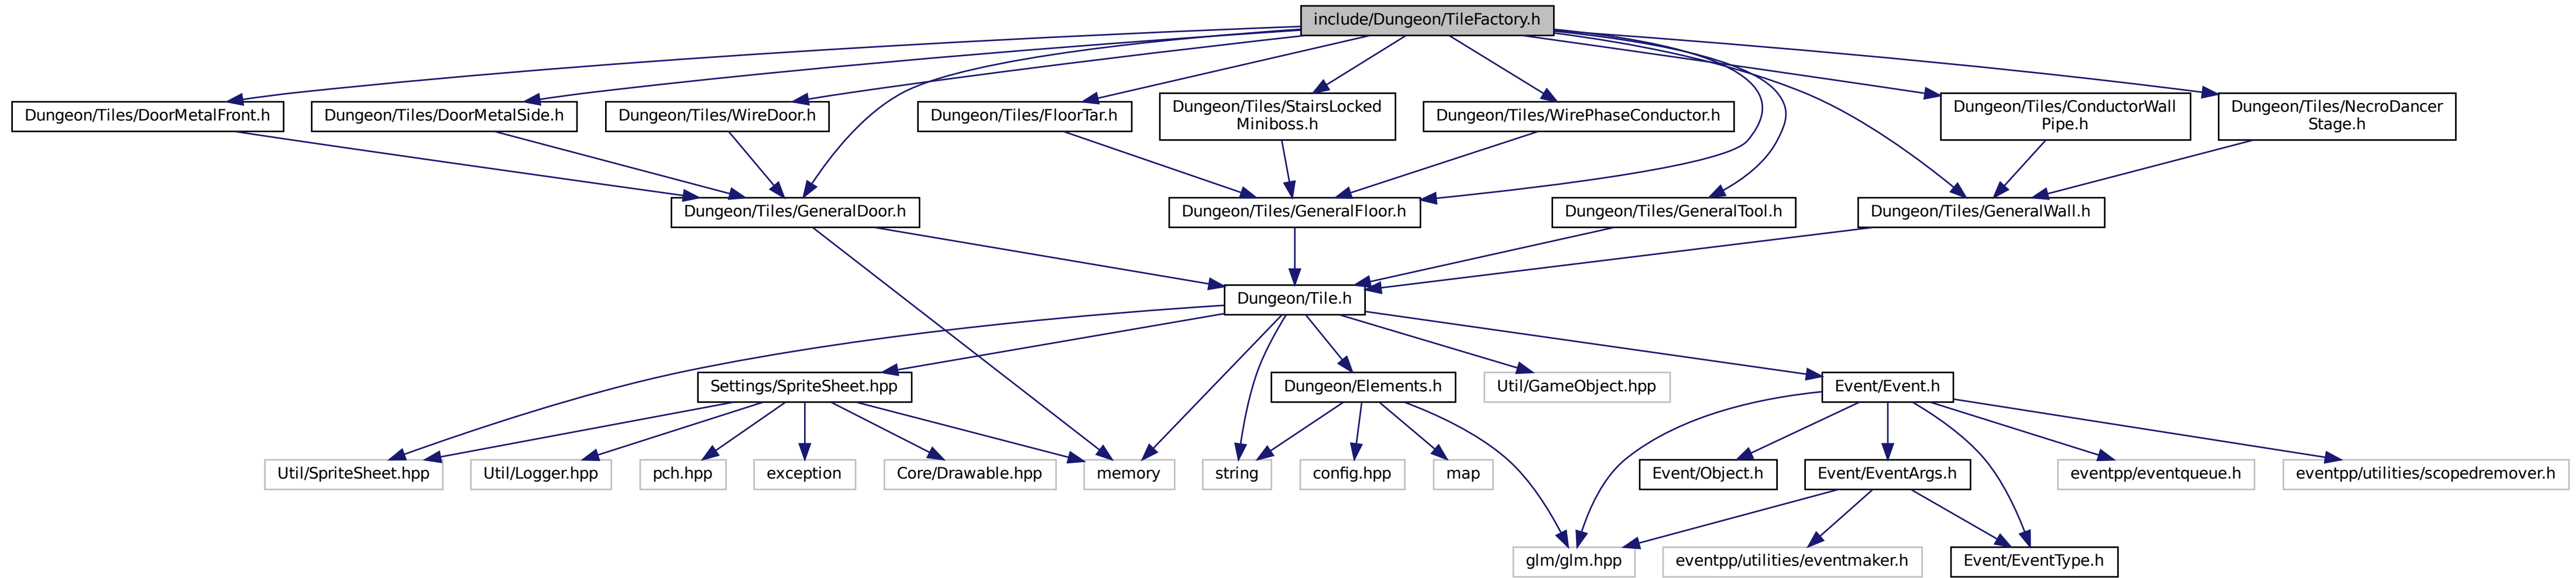 include/Dungeon/TileFactory.h
Dungeon/Tiles/DoorMetalFront.h
Dungeon/Tiles/DoorMetalSide.h
Dungeon/Tiles/WireDoor.h
Dungeon/Tiles/FloorTar.h
Dungeon/Tiles/StairsLocked
Miniboss.h
Dungeon/Tiles/WirePhaseConductor.h
Dungeon/Tiles/ConductorWall
Pipe.h
Dungeon/Tiles/NecroDancer
Stage.h
Dungeon/Tiles/GeneralDoor.h
Dungeon/Tiles/GeneralFloor.h
Dungeon/Tiles/GeneralTool.h
Dungeon/Tiles/GeneralWall.h
Dungeon/Tile.h
Settings/SpriteSheet.hpp
Dungeon/Elements.h
Util/GameObject.hpp
Event/Event.h
Util/SpriteSheet.hpp
Util/Logger.hpp
pch.hpp
exception
Core/Drawable.hpp
memory
string
config.hpp
map
Event/Object.h
Event/EventArgs.h
eventpp/eventqueue.h
eventpp/utilities/scopedremover.h
glm/glm.hpp
eventpp/utilities/eventmaker.h
Event/EventType.h